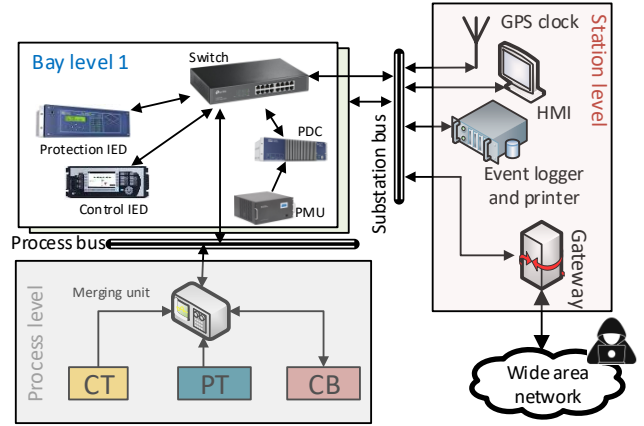 Bay level 1
Switch
Protection IED
Control IED
PDC
PMU
Process bus
Substation bus
GPS clock
HMI
Event logger
and printer
Station level
Gateway
Wide area
network
Process level
Merging unit
CT
PT
CB